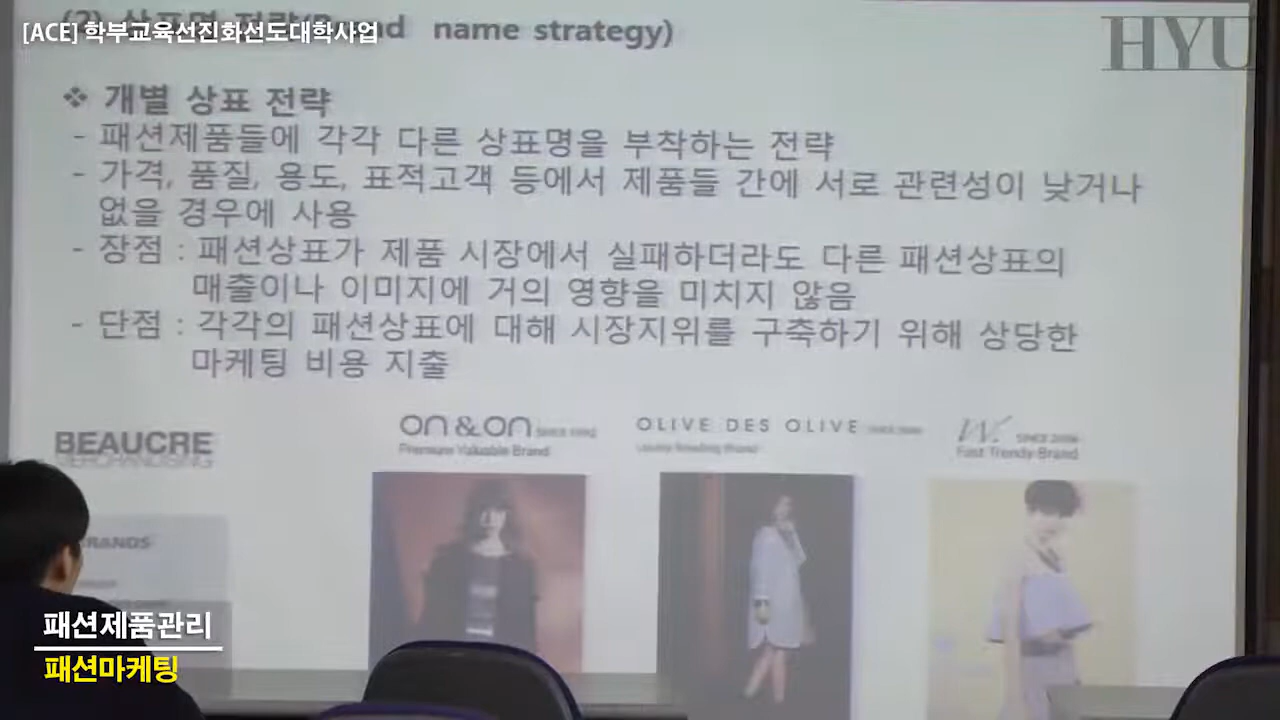 [ACE] 학부교육선진화선도대학사업
name strategy)
HYU
❖ 개별 상표 전략
- 패션제품들에 각각 다른 상표명을 부착하는 전략
- 가격, 품질, 용도, 표적고객 등에서 제품들 간에 서로 관련성이 낮거나
없을 경우에 사용
- 장점 : 패션상표가 제품 시장에서 실패하더라도 다른 패션상표의
매출이나 이미지에 거의 영향을 미치지 않음
- 단점 : 각각의 패션상표에 대해 시장지위를 구축하기 위해 상당한
마케팅 비용 지출
BEAUCRE
MERCHANDISING
on & on
Premium Valuable Brand
OLIVE DES OLIVE
W.
Fast Trendy Brand
패션제품관리
패션마케팅